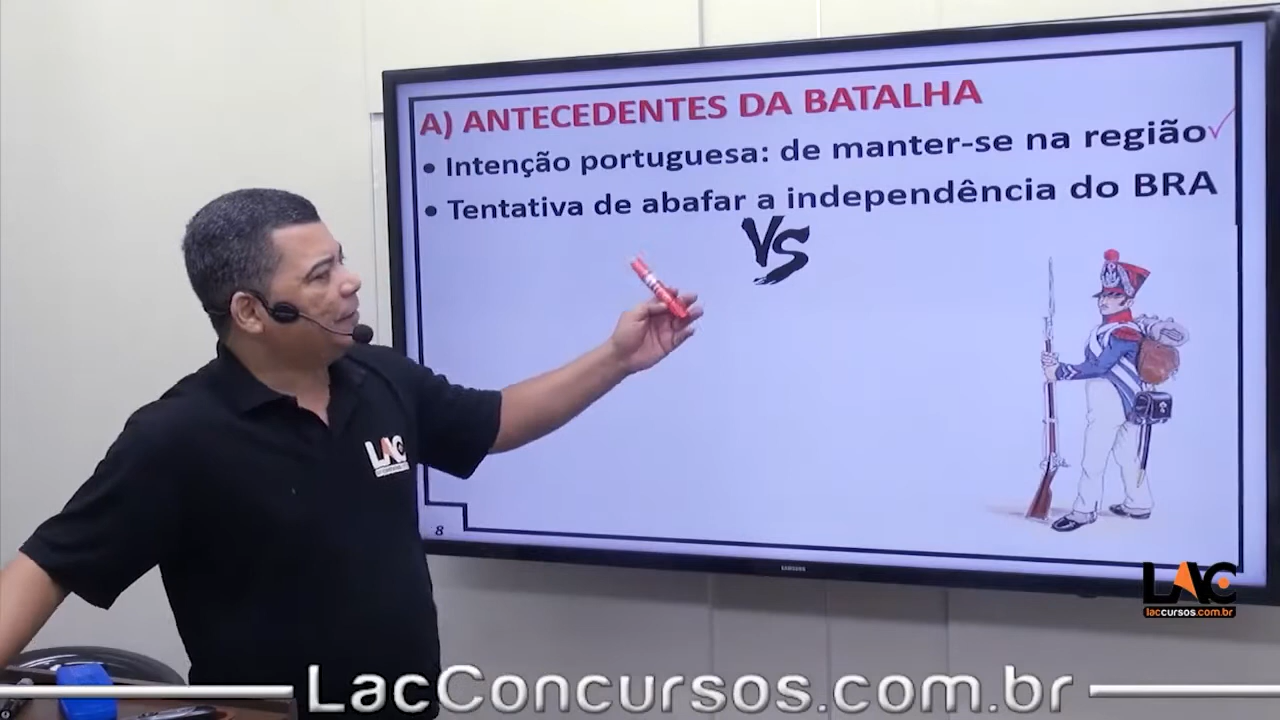 A) ANTECEDENTES DA BATALHA
• Intenção portuguesa: de manter-se na região
• Tentativa de abafar a independência do BRA
VS
LAC
8
SAMSUNG
LAC
laccursos.com.br
LacConcursos.com.br